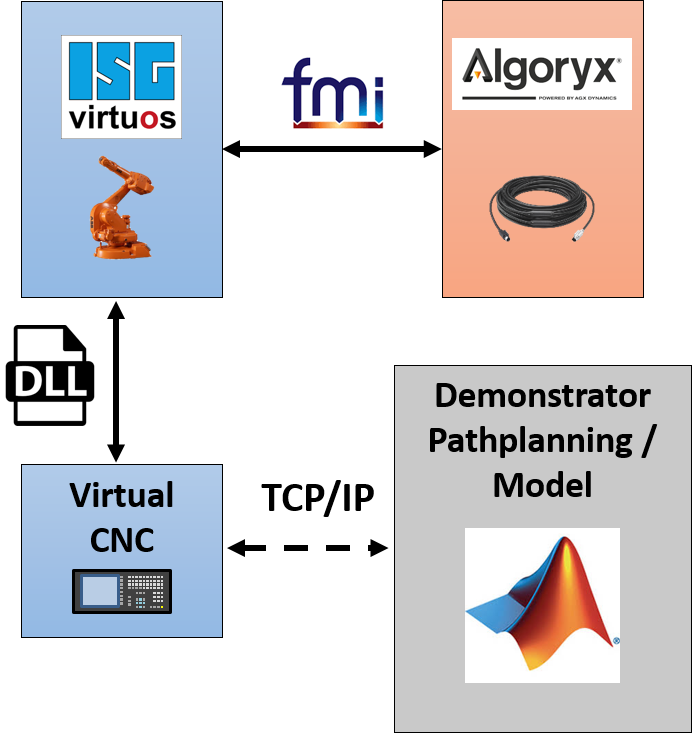 ISG
virtuos
fmi
Algoryx®
POWERED BY AGX DYNAMICS
DLL
Demonstrator
Pathplanning /
Model
Virtual
CNC
TCP/IP
®